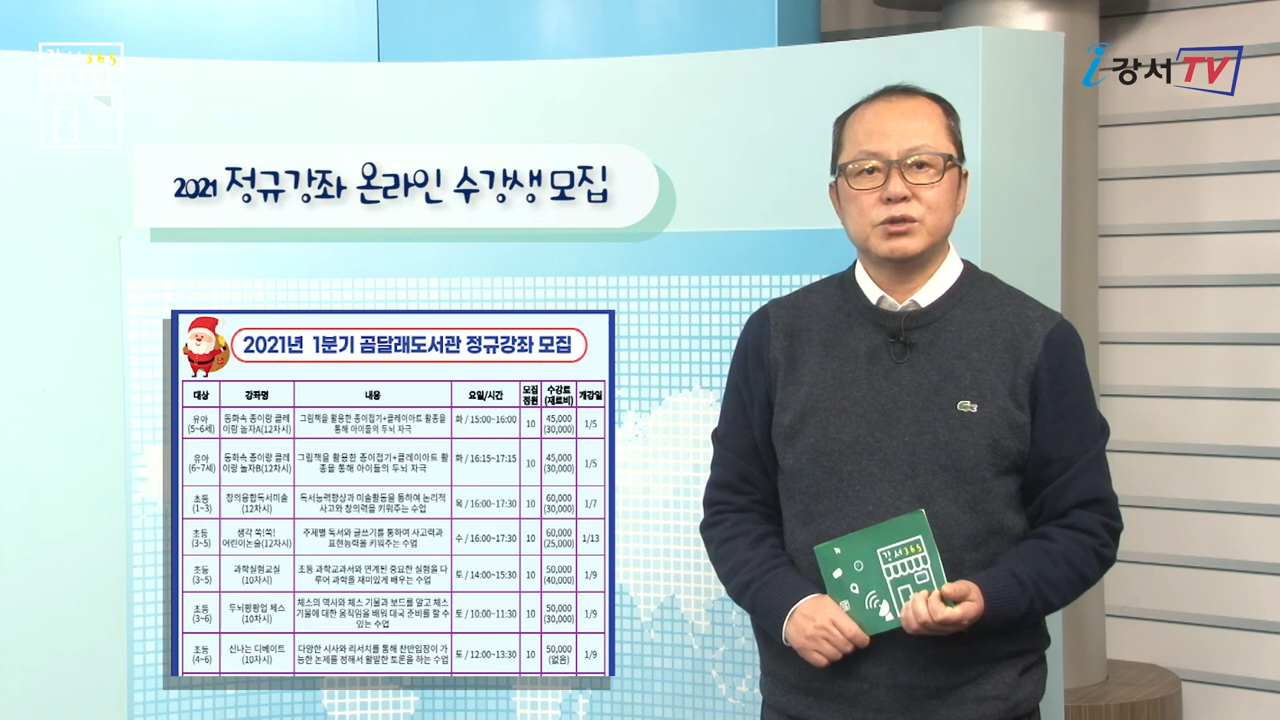 강서365
i강서TV
2021 정규강좌 온라인 수강생 모집
2021년 1분기 곰달래도서관 정규강좌 모집
대상 강좌명 내용 요일/시간 모집정원 수강료(재료비) 개강일
유아(5~6세) 동화속 종이랑 클레이랑 놀자A(12차시) 그림책을 활용한 종이접기+클레이아트 활동을 통해 아이들의 두뇌 자극 화 / 15:00~16:00 10 45,000(30,000) 1/5
유아(6~7세) 동화속 종이랑 클레이랑 놀자B(12차시) 그림책을 활용한 종이접기+클레이아트 활동을 통해 아이들의 두뇌 자극 화 / 16:15~17:15 10 45,000(30,000) 1/5
초등(1~3) 창의융합독서미술(12차시) 독서능력향상과 미술활동을 통하여 논리적 사고와 창의력을 키워주는 수업 목 / 16:00~17:30 10 60,000(30,000) 1/7
초등(3~5) 생각 쑥!쑥! 어린이논술(12차시) 주제별 독서와 글쓰기를 통하여 사고력과 표현능력을 키워주는 수업 수 / 16:00~17:30 10 60,000(25,000) 1/13
초등(3~5) 과학실험교실(10차시) 초등 과학교과서와 연계된 중요한 실험을 다루어 과학을 재미있게 배우는 수업 토 / 14:00~15:30 10 50,000(40,000) 1/9
초등(3~6) 두뇌팡팡업 체스(10차시) 체스의 역사와 체스 기물과 보드를 알고 체스 기물에 대한 움직임을 배워 대국 준비를 할 수 있는 수업 토 / 10:00~11:30 10 50,000(30,000) 1/9
초등(4~6) 신나는 디베이트(10차시) 다양한 시사와 리서치를 통해 찬반입장이 가능한 논제를 정해서 활발한 토론을 하는 수업 토 / 12:00~13:30 10 50,000(없음) 1/9
강서365